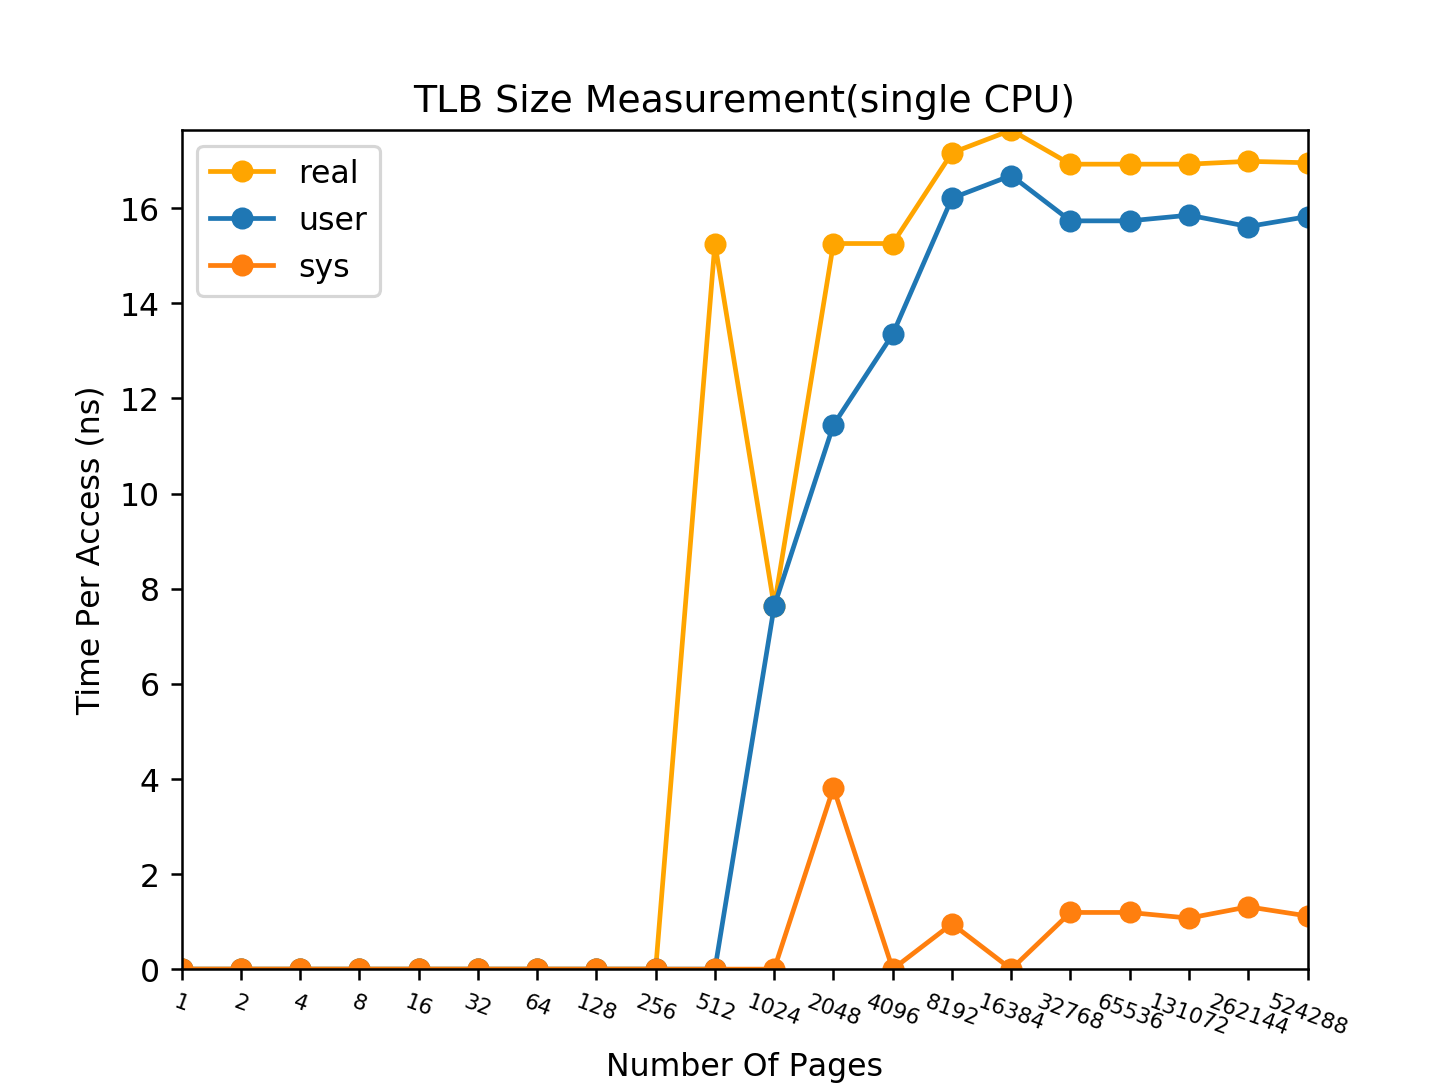 TLB Size Measurement(single CPU)
real
user
sys
16
14
12
10
8
6
4
2
0
Time Per Access (ns)
1 2 4 8 16 32 64 128 256 512 1024 2048 4096 8192 16384 32768 65536 131072 262144 524288
Number Of Pages